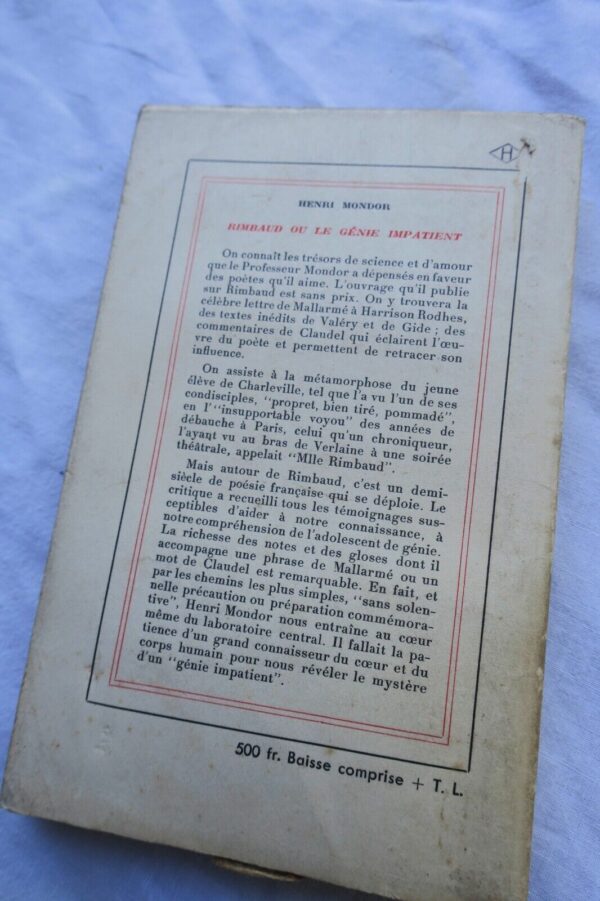 H
HENRI MONDOR
RIMBAUD OU LE GÉNIE IMPATIENT
On connaît les trésors de science et d'amour
que le Professeur Mondor a dépensés en faveur
des poètes qu'il aime. L'ouvrage qu'il publie
sur Rimbaud est sans prix. On y trouvera la
célèbre lettre de Mallarmé à Harrison Rodhes,
des textes inédits de Valéry et de Gide ; des
commentaires de Claudel qui éclairent l'œu-
vre du poète et permettent de retracer son
influence.
On assiste à la métamorphose du jeune
élève de Charleville, tel que l'a vu l'un de ses
condisciples, "propret, bien tiré, pommadé",
en l'"insupportable voyou" des années de
débauche à Paris, celui qu'un chroniqueur,
l'ayant vu au bras de Verlaine à une soirée
théâtrale, appelait "Mlle Rimbaud".
Mais autour de Rimbaud, c'est un demi-
siècle de poésie française qui se déploie. Le
critique a recueilli tous les témoignages sus-
ceptibles d'aider à notre connaissance, à
notre compréhension de l'adolescent de génie.
La richesse des notes et des gloses dont il
accompagne une phrase de Mallarmé ou un
mot de Claudel est remarquable. En fait, et
par les chemins les plus simples, "sans solen-
nelle précaution ou préparation commémora-
tive", Henri Mondor nous entraîne au cœur
même du laboratoire central. Il fallait la pa-
tience d'un grand connaisseur du cœur et du
corps humain pour nous révéler le mystère
d'un "génie impatient".
500 fr. Baisse comprise + T. L.